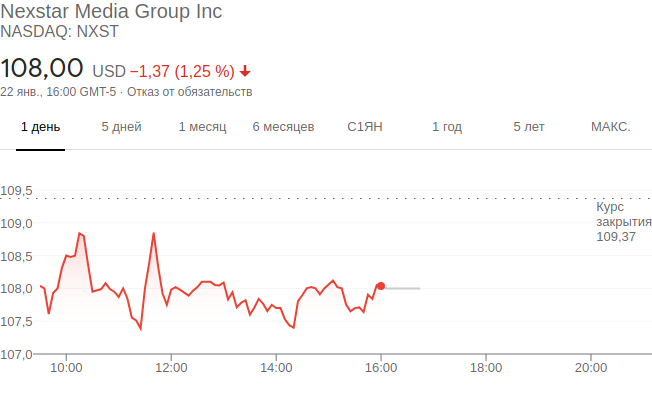 Nexstar Media Group Inc
NASDAQ: NXST
108,00 USD −1,37 (1,25 %)
22 янв., 16:00 GMT-5 · Отказ от обязательств
1 день 5 дней 1 месяц 6 месяцев С1ЯН 1 год 5 лет МАКС.
109,5
Курс
закрытия
109,37
109,0
108,5
108,0
107,5
107,0
10:00 12:00 14:00 16:00 18:00 20:00